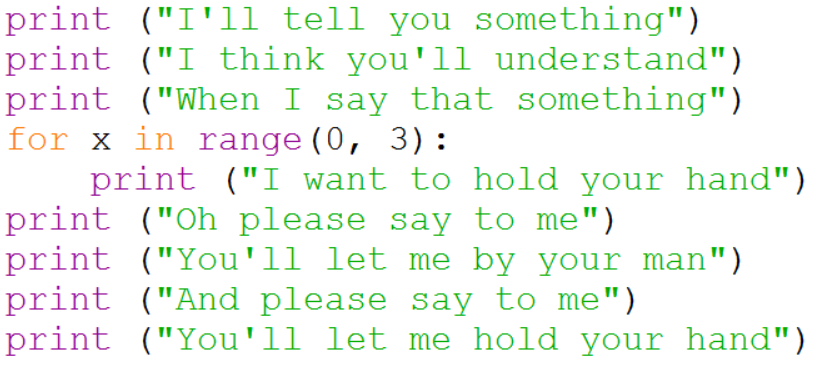 print ("I'll tell you something")
print ("I think you'll understand")
print ("When I say that something")
for x in range(0, 3):
    print ("I want to hold your hand")
print ("Oh please say to me")
print ("You'll let me by your man")
print ("And please say to me")
print ("You'll let me hold your hand")